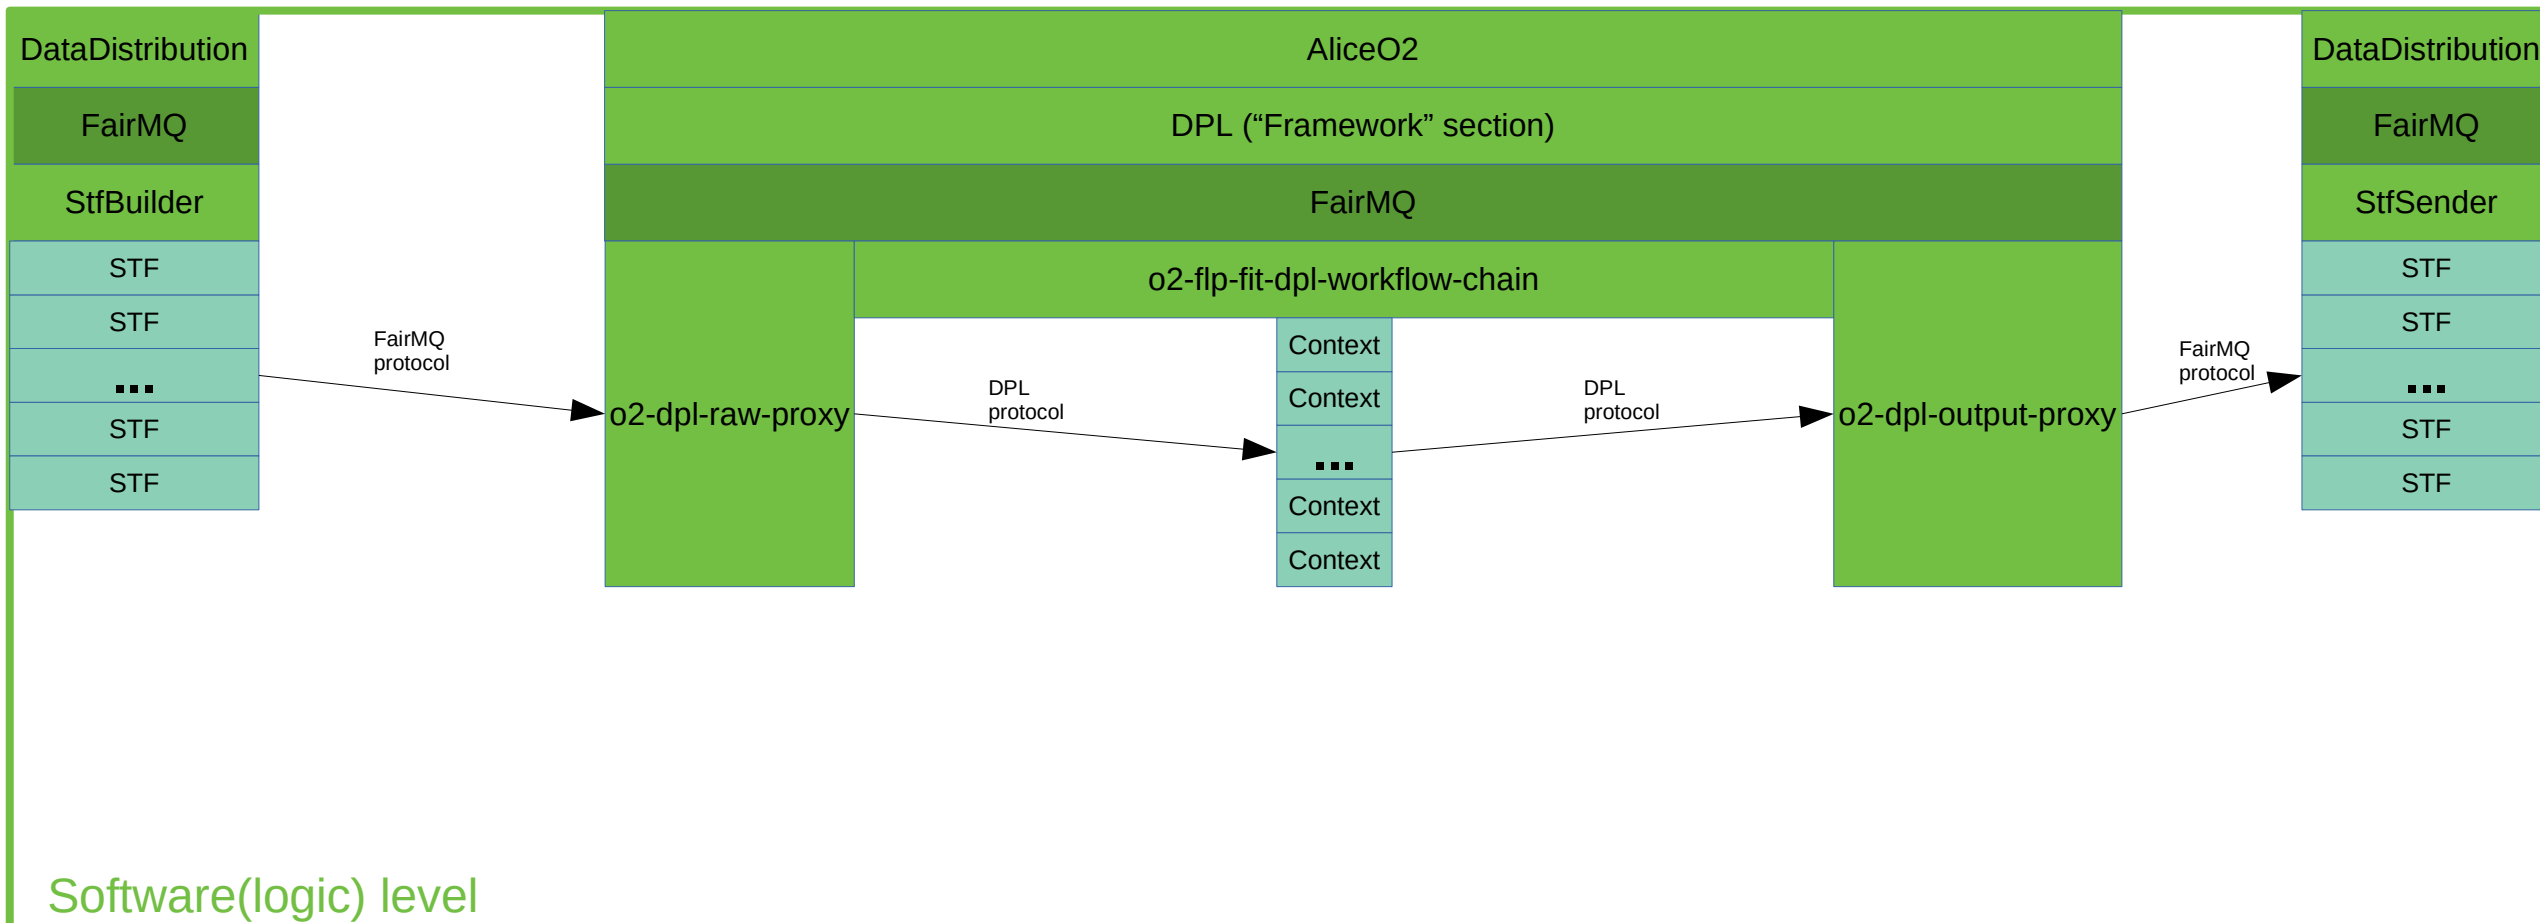 DataDistribution
FairMQ
StfBuilder
STF
STF
...
STF
STF
FairMQ
protocol
AliceO2
DPL (“Framework” section)
FairMQ
o2-dpl-raw-proxy
o2-flp-fit-dpl-workflow-chain
DPL
protocol
Context
Context
...
Context
Context
DPL
protocol
o2-dpl-output-proxy
FairMQ
protocol
DataDistribution
FairMQ
StfSender
STF
STF
...
STF
STF
Software(logic) level